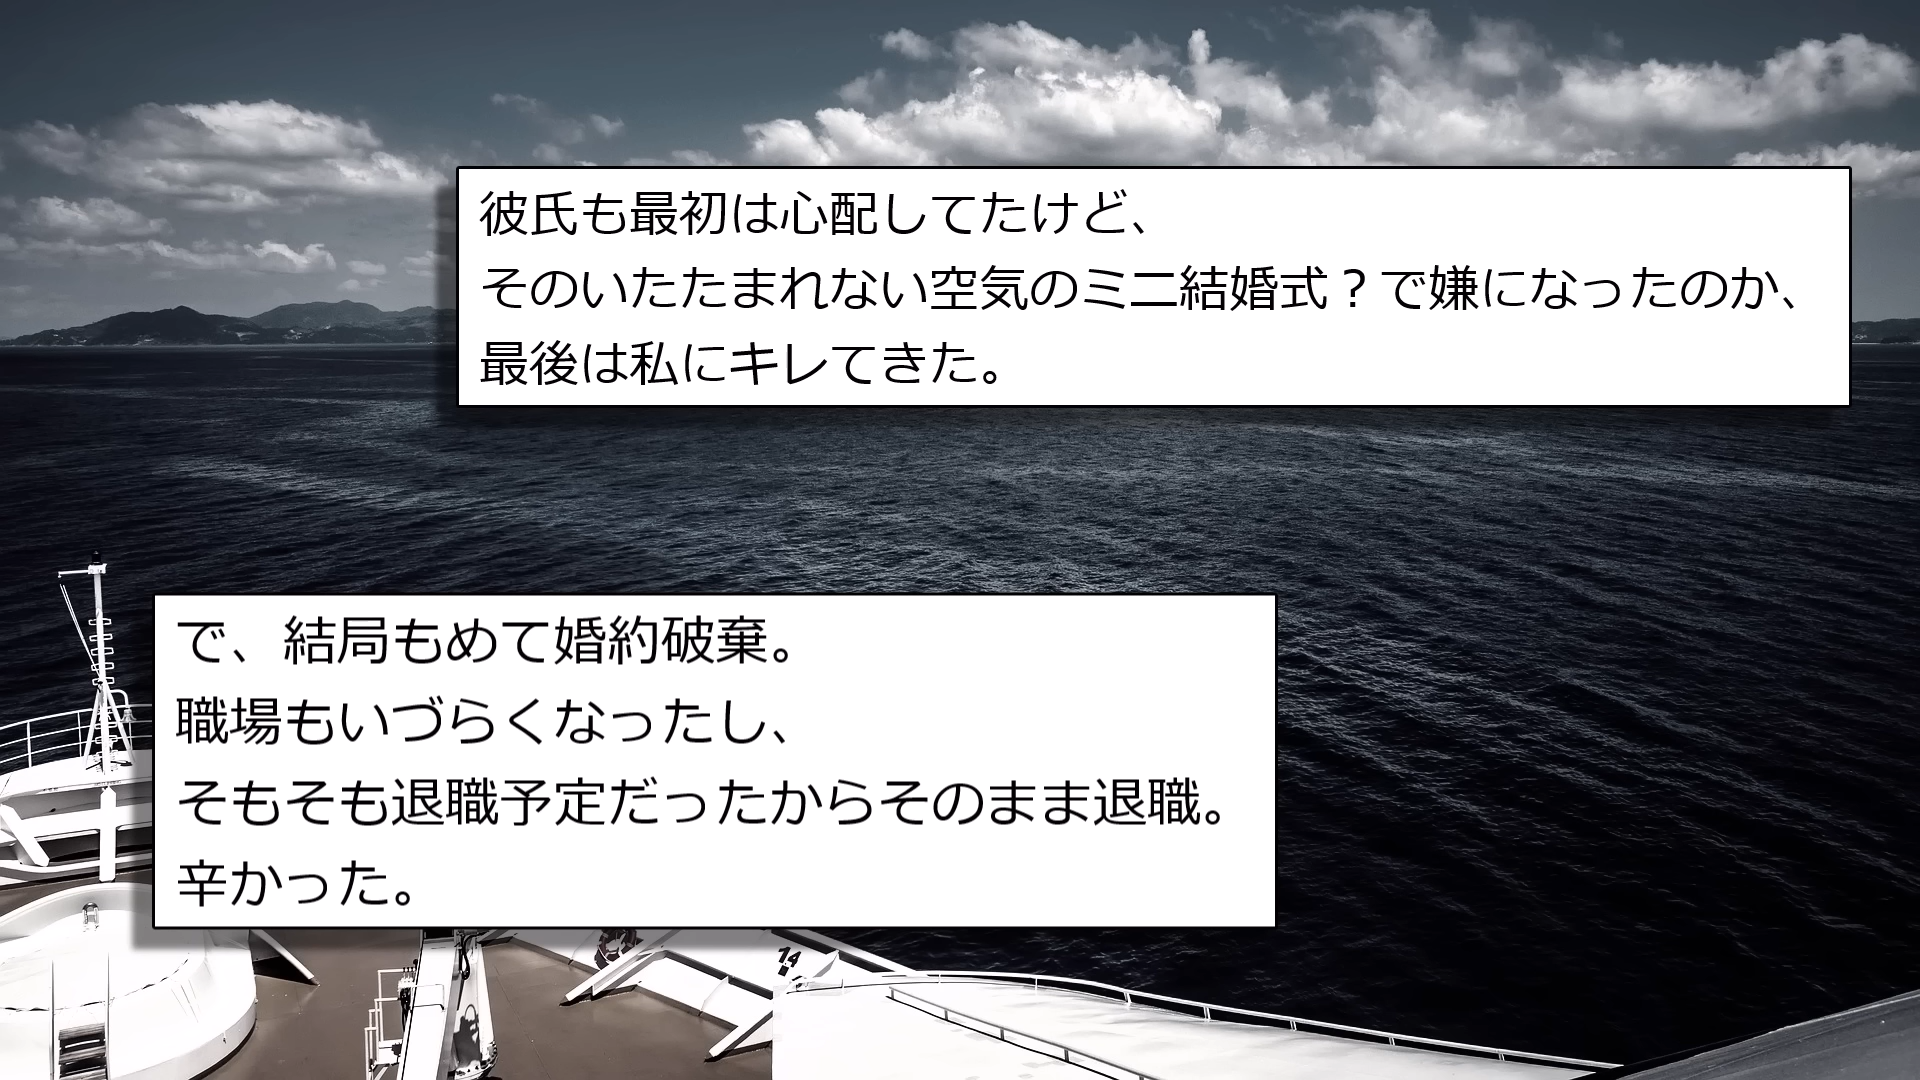 彼氏も最初は心配してたけど、
そのいたたまれない空気のミニ結婚式？で嫌になったのか、
最後は私にキレてきた。
で、結局もめて婚約破棄。
職場もいづらくなったし、
そもそも退職予定だったからそのまま退職。
辛かった。
14